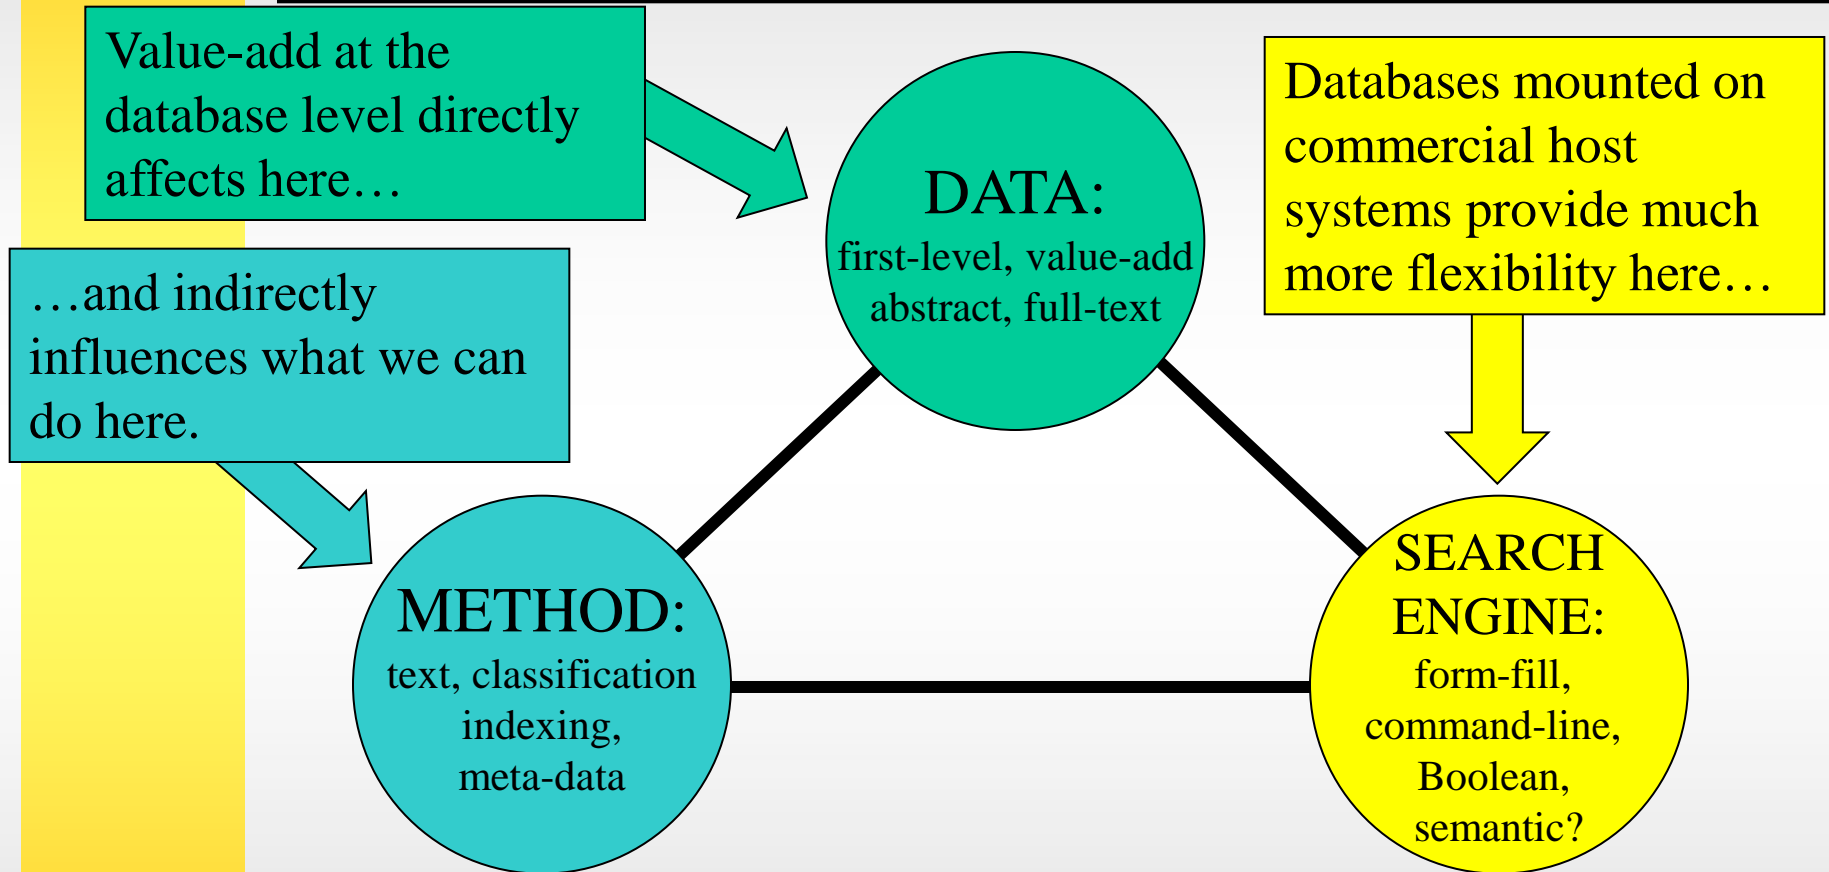 Value-add at the
database level directly
affects here…
…and indirectly
influences what we can
do here.
DATA:
first-level, value-add
abstract, full-text
Databases mounted on
commercial host
systems provide much
more flexibility here…
METHOD:
text, classification
indexing,
meta-data
SEARCH
ENGINE:
form-fill,
command-line,
Boolean,
semantic?